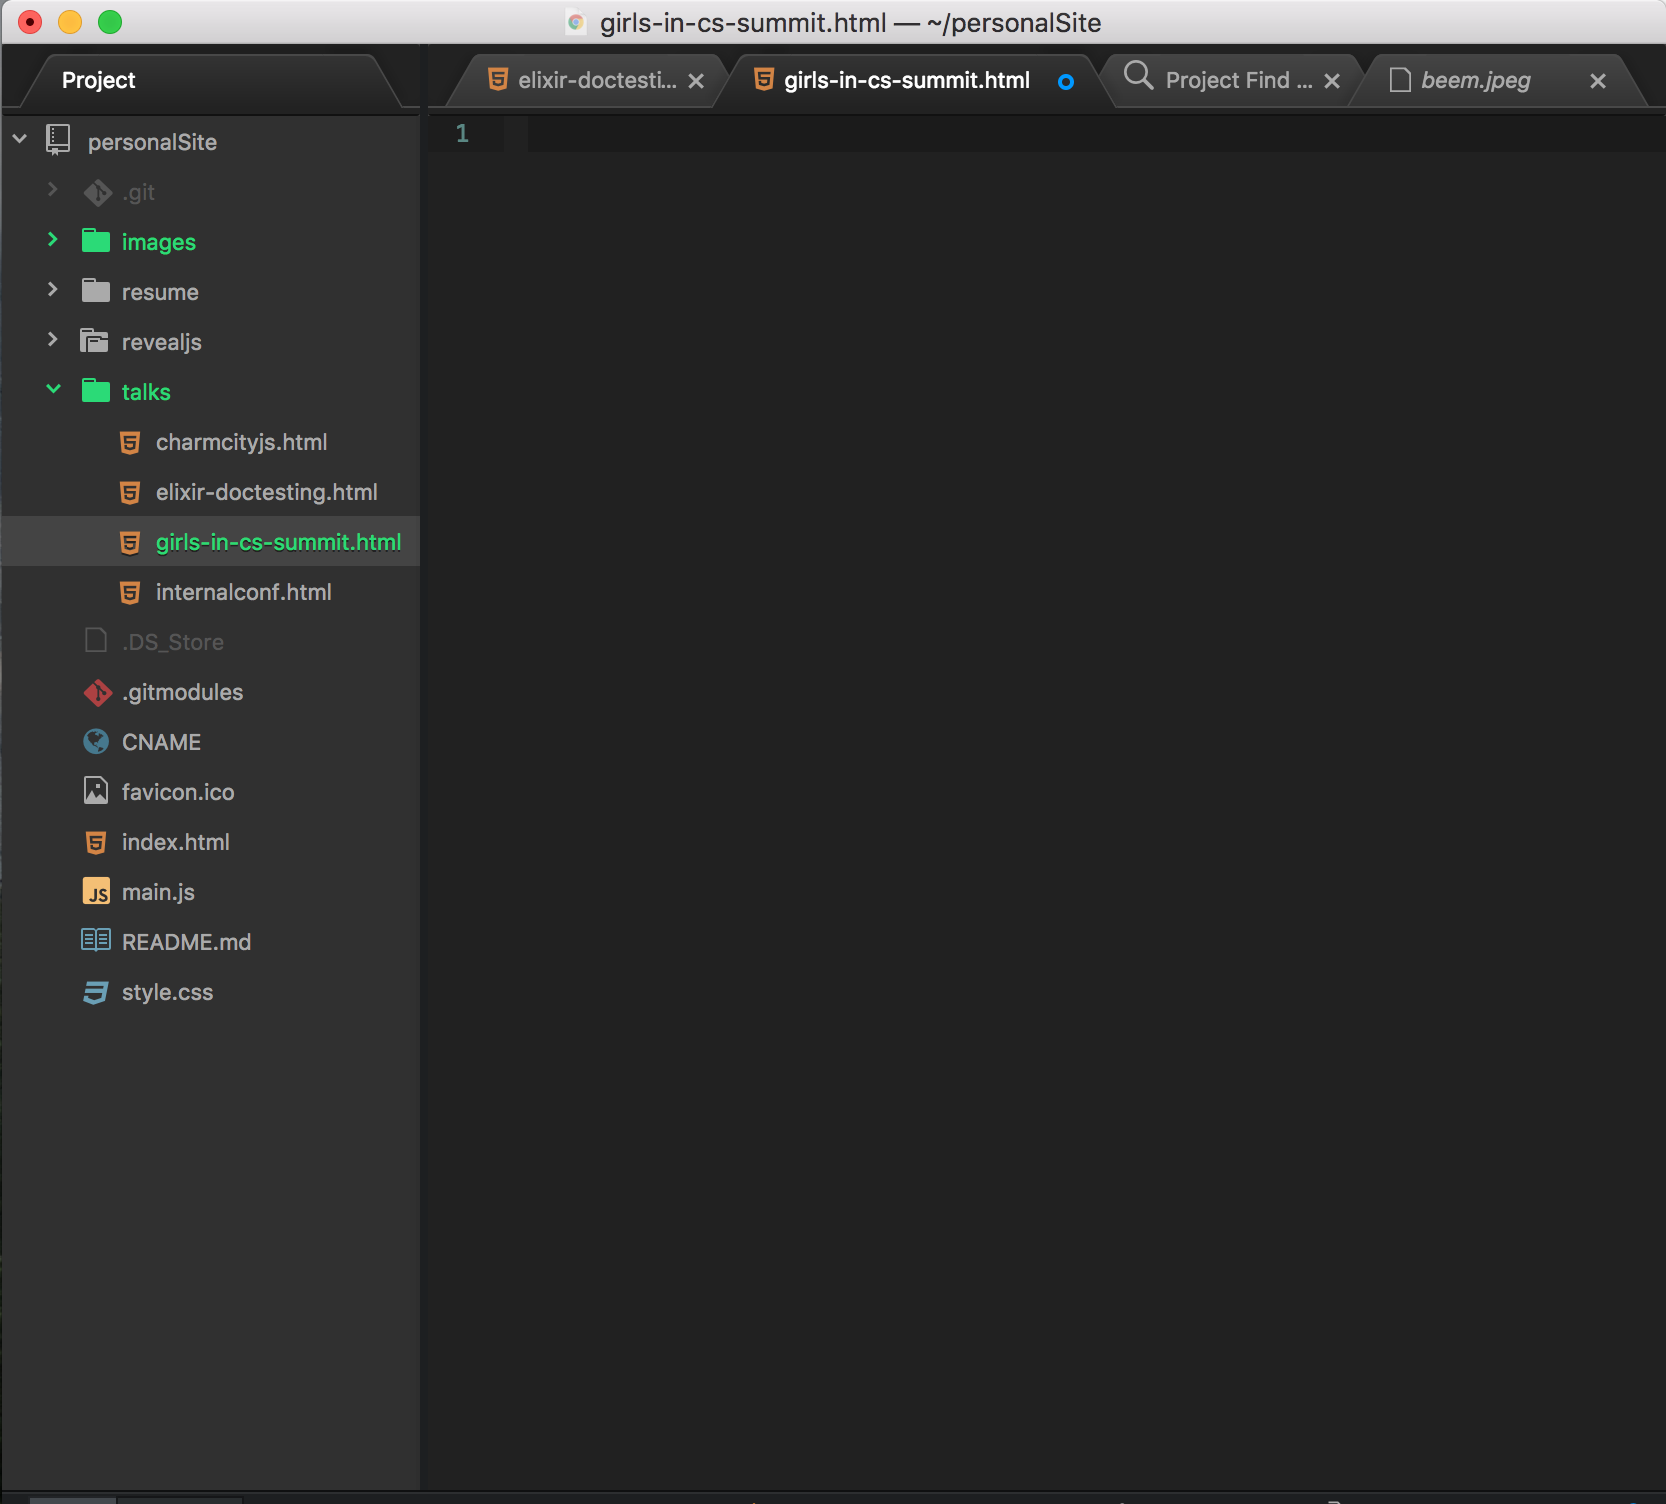 girls-in-cs-summit.html — ~/personalSite
Project
elixir-doctesti... girls-in-cs-summit.html Project Find ... beem.jpeg
1
personalSite
.git
images
resume
revealjs
talks
charmcityjs.html
elixir-doctesting.html
girls-in-cs-summit.html
internalconf.html
.DS_Store
.gitmodules
CNAME
favicon.ico
index.html
JS main.js
README.md
style.css